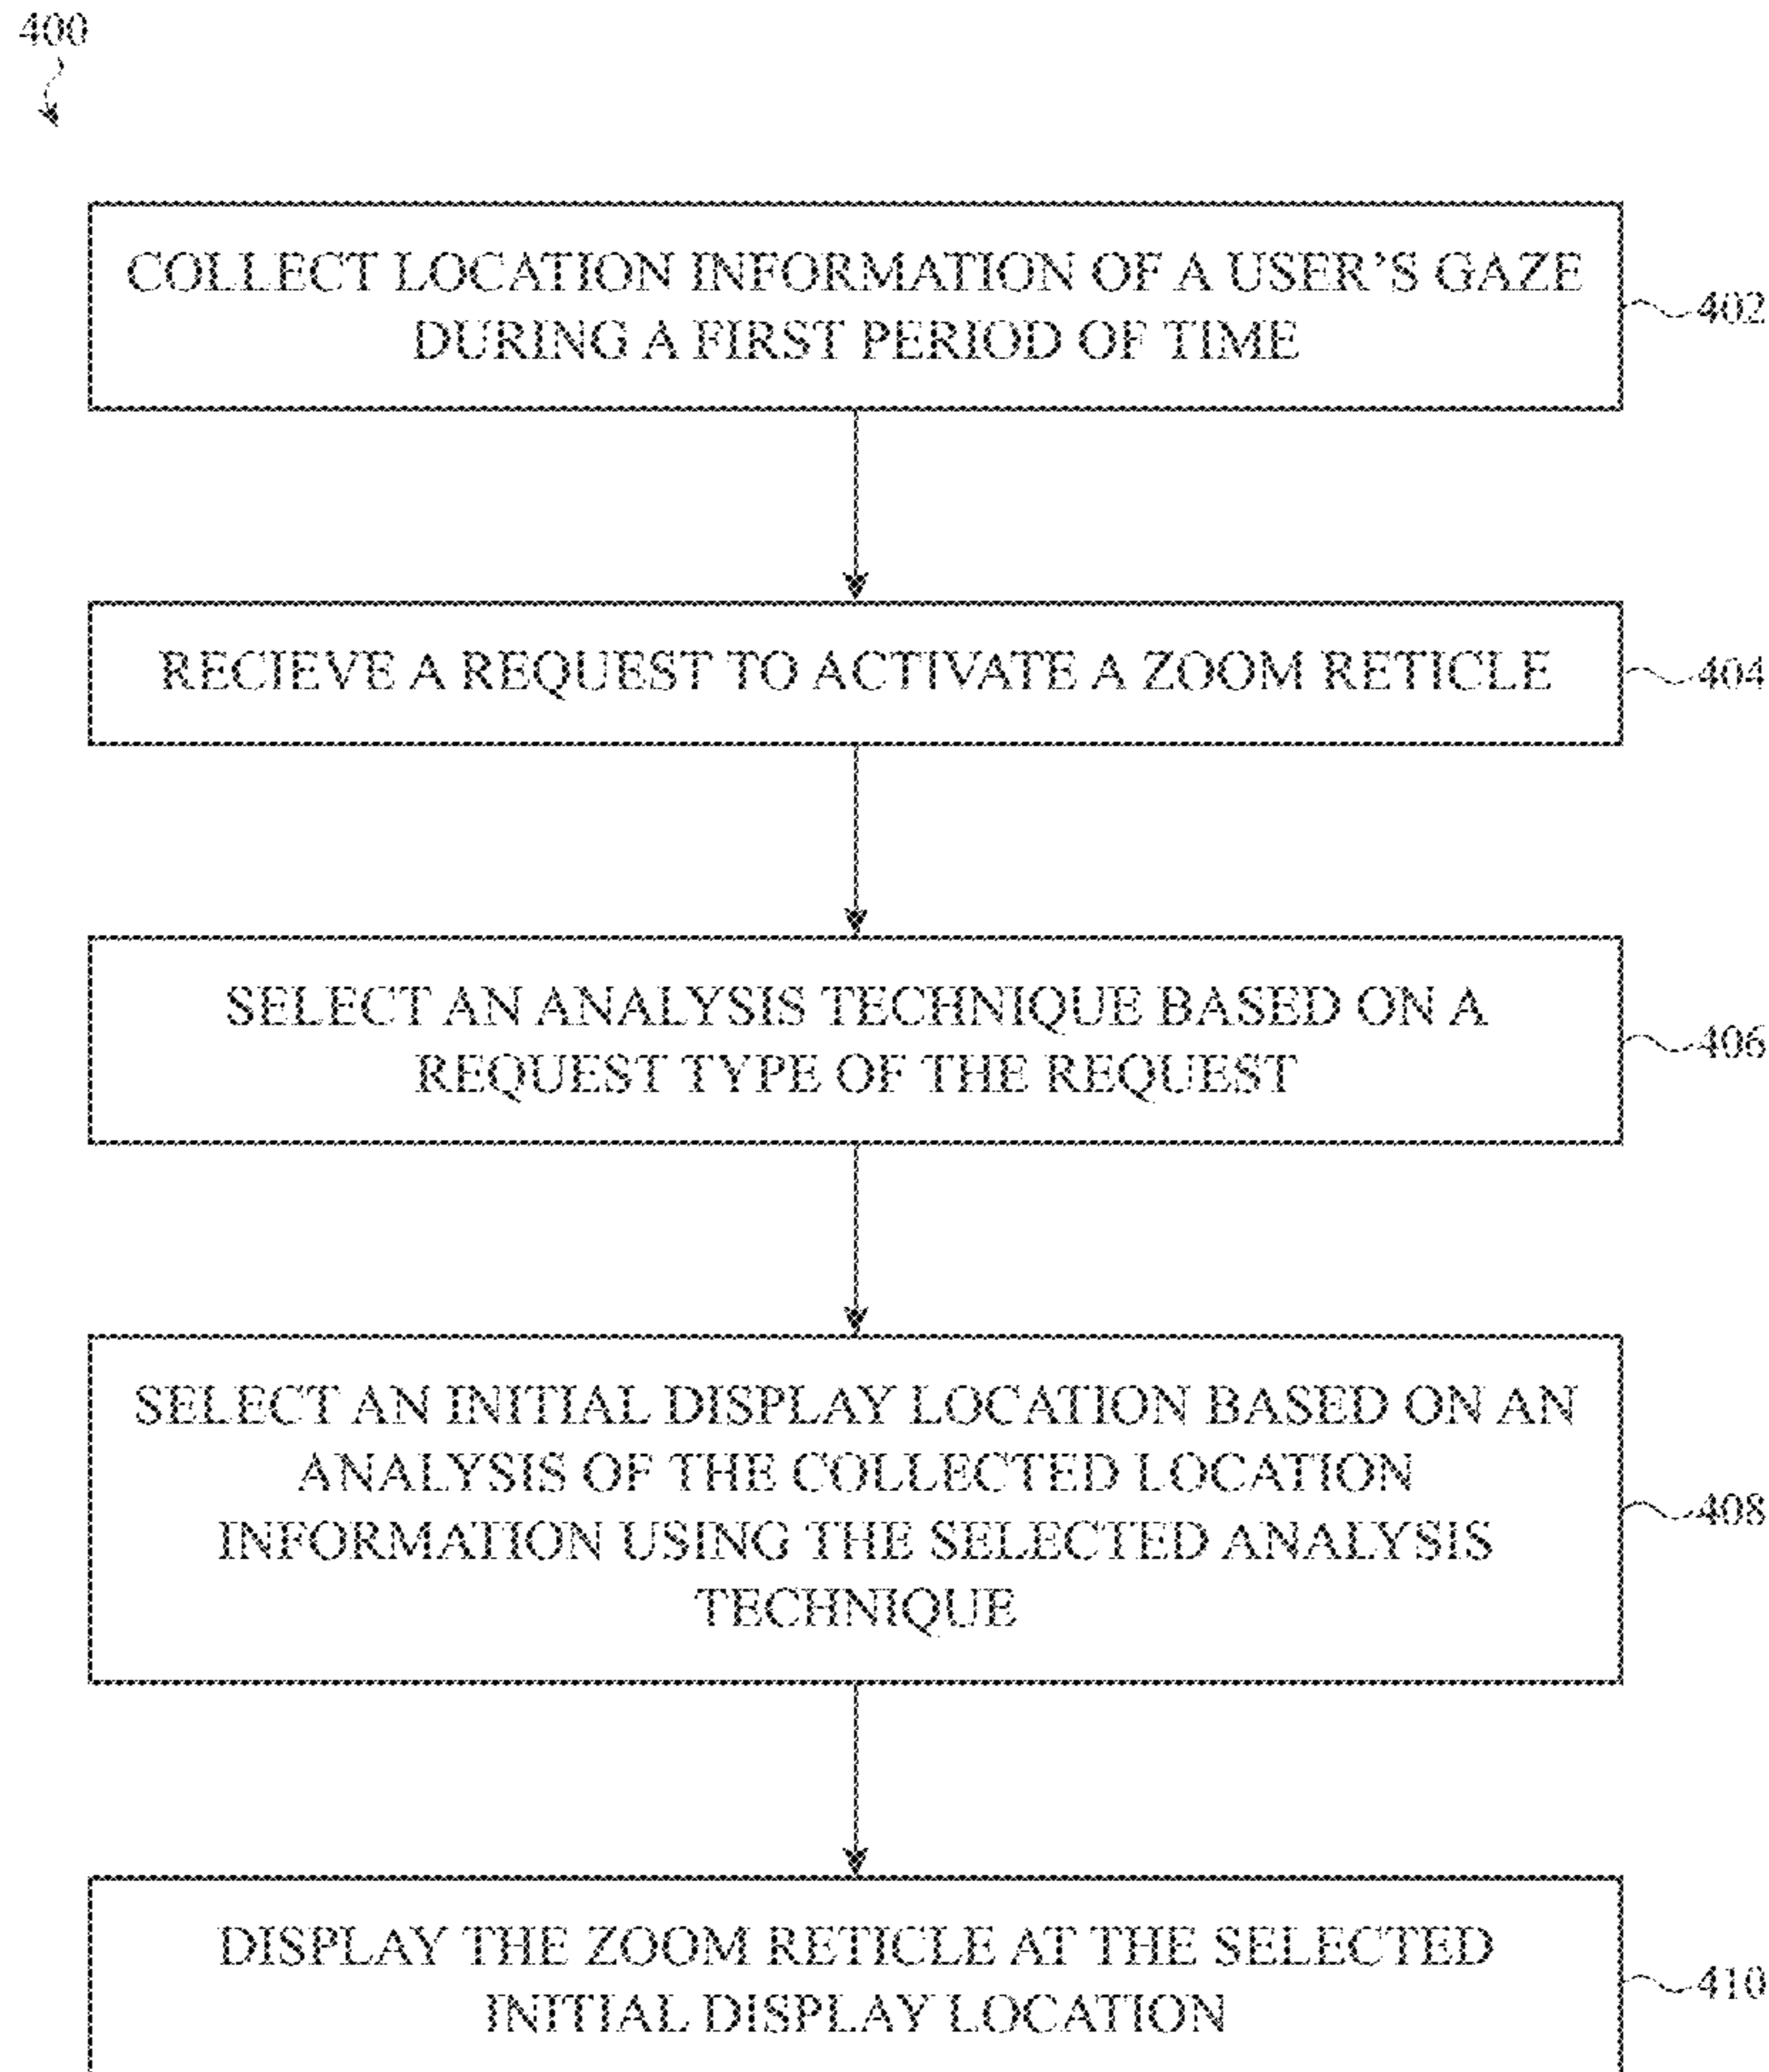 400
COLLECT LOCATION INFORMATION OF A USER'S GAZE
DURING A FIRST PERIOD OF TIME
402
RECIEVE A REQUEST TO ACTIVATE A ZOOM RETICLE
404
SELECT AN ANALYSIS TECHNIQUE BASED ON A
REQUEST TYPE OF THE REQUEST
406
SELECT AN INITIAL DISPLAY LOCATION BASED ON AN
ANALYSIS OF THE COLLECTED LOCATION
INFORMATION USING THE SELECTED ANALYSIS
TECHNIQUE
408
DISPLAY THE ZOOM RETICLE AT THE SELECTED
INITIAL DISPLAY LOCATION
410